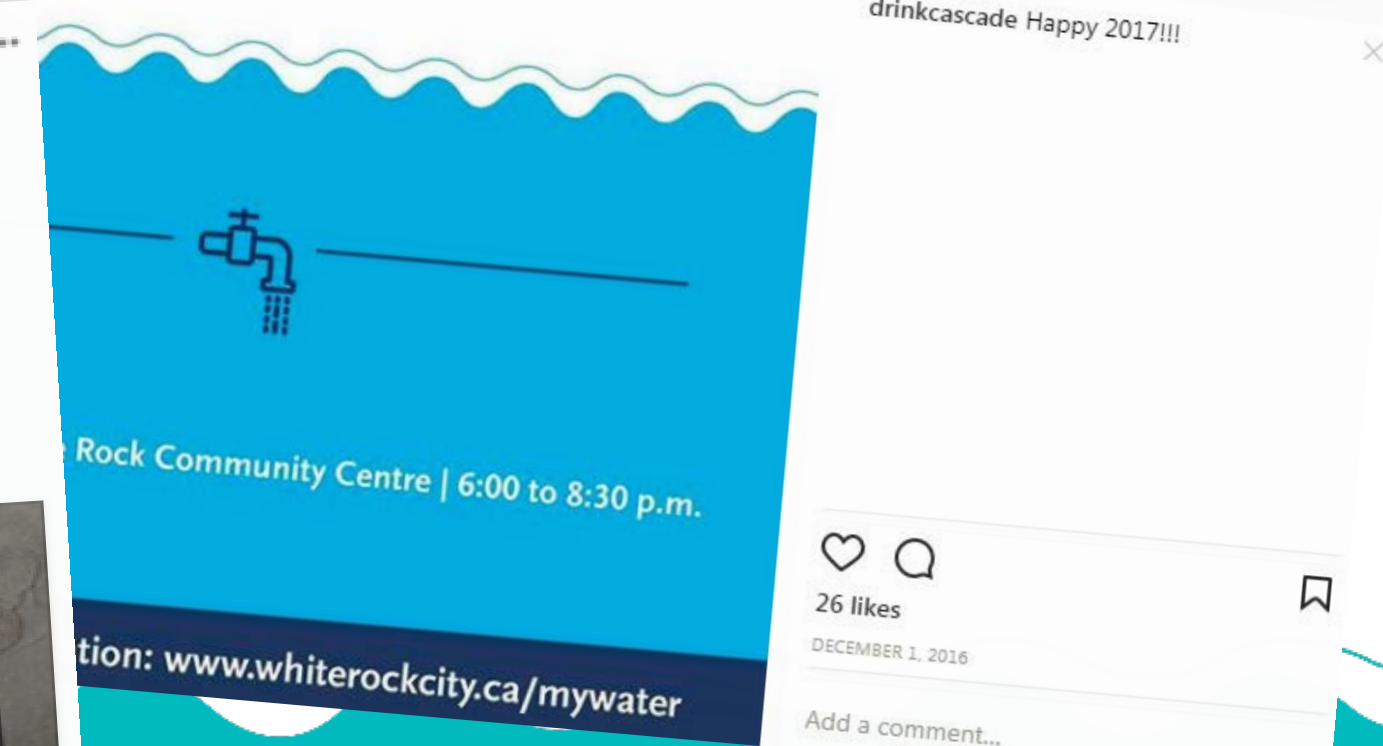 drinkcascade Happy 2017!!!
Rock Community Centre | 6:00 to 8:30 p.m.
tion: www.whiterockcity.ca/mywater
26 likes
DECEMBER 1, 2016
Add a comment...